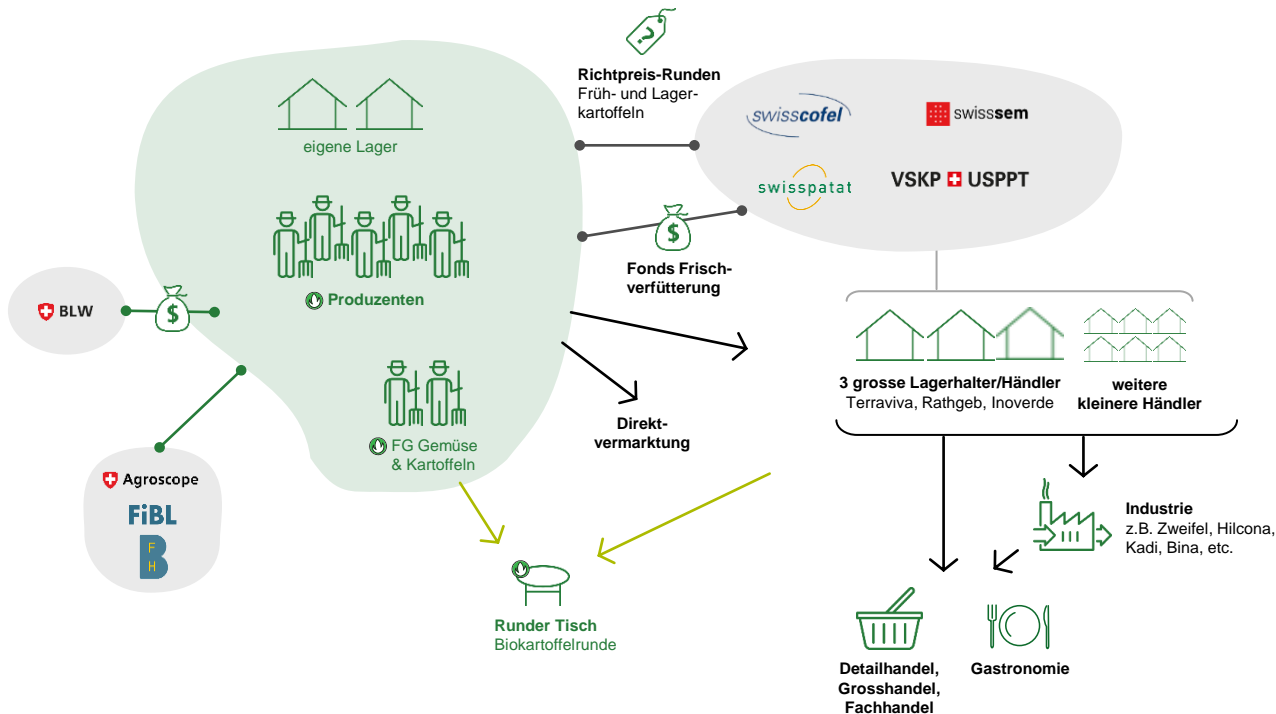 ?
Richtpreis-Runden
Früh- und Lager-
kartoffeln
eigene Lager
swisscofel
swisssem
swisspatat
VSKP USPPT
$
Fonds Frisch-
verfütterung
Produzenten
BLW
$
3 grosse Lagerhalter/Händler
Terraviva, Rathgeb, Inoverde
weitere
kleinere Händler
Direkt-
vermarktung
FG Gemüse
& Kartoffeln
Agroscope
FiBL
B
F
H
Industrie
z.B. Zweifel, Hilcona,
Kadi, Bina, etc.
Runder Tisch
Biokartoffelrunde
Detailhandel,
Grosshandel,
Fachhandel
Gastronomie